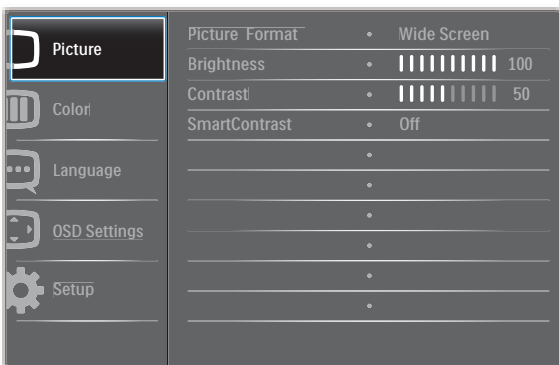 Picture
Color
Language
OSD Settings
Setup
Picture Format • Wide Screen
Brightness • 100
Contrast • 50
SmartContrast • Off
•
•
•
•
•
•